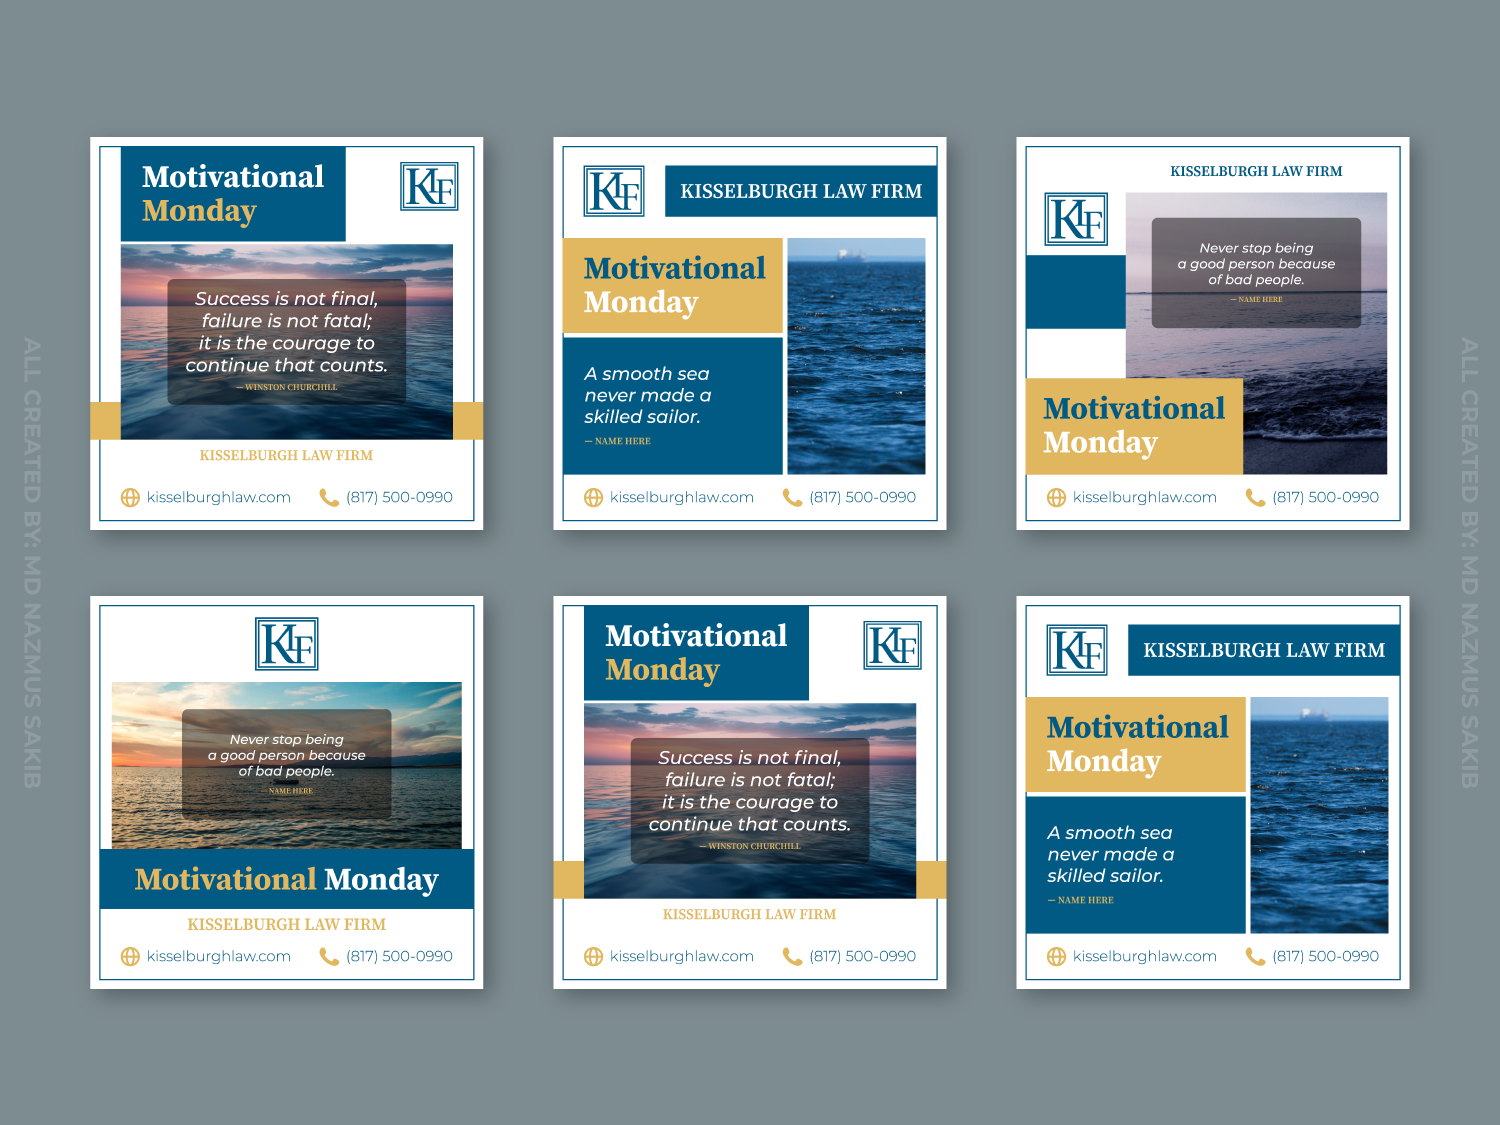 Motivational
Monday
KLF
Success is not final,
failure is not fatal;
it is the courage to
continue that counts.
— WINSTON CHURCHILL
KISSELBURGH LAW FIRM
kisselburghlaw.com
(817) 500-0990
KLF
KISSELBURGH LAW FIRM
Motivational
Monday
A smooth sea
never made a
skilled sailor.
— NAME HERE
kisselburghlaw.com
(817) 500-0990
KISSELBURGH LAW FIRM
KLF
Never stop being
a good person because
of bad people.
— NAME HERE
Motivational
Monday
kisselburghlaw.com
(817) 500-0990
KLF
Never stop being
a good person because
of bad people.
— NAME HERE
Motivational Monday
KISSELBURGH LAW FIRM
kisselburghlaw.com
(817) 500-0990
Motivational
Monday
KLF
Success is not final,
failure is not fatal;
it is the courage to
continue that counts.
— WINSTON CHURCHILL
KISSELBURGH LAW FIRM
kisselburghlaw.com
(817) 500-0990
KLF
KISSELBURGH LAW FIRM
Motivational
Monday
A smooth sea
never made a
skilled sailor.
— NAME HERE
kisselburghlaw.com
(817) 500-0990
ALL CREATED BY: MD NAZMUS SAKIB
ALL CREATED BY: MD NAZMUS SAKIB